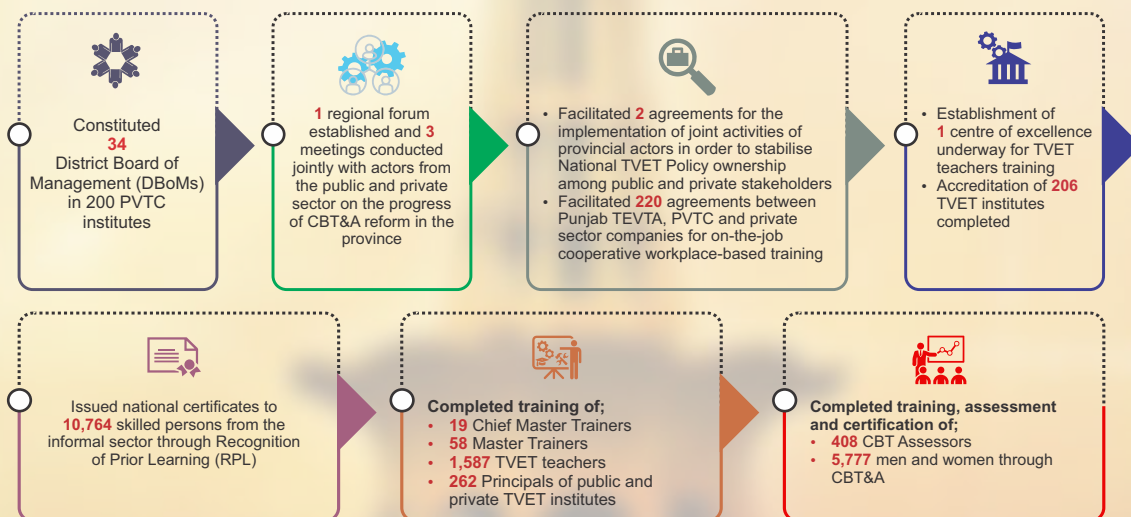 Constituted
34
District Board of
Management (DBoMs)
in 200 PVTC
institutes
1 regional forum
established and 3
meetings conducted
jointly with actors from
the public and private
sector on the progress
of CBT&A reform in the
province
• Facilitated 2 agreements for the
implementation of joint activities of
provincial actors in order to stabilise
National TVET Policy ownership
among public and private stakeholders
• Facilitated 220 agreements between
Punjab TEVTA, PVTC and private
sector companies for on-the-job
cooperative workplace-based training
• Establishment of
1 centre of excellence
underway for TVET
teachers training
• Accreditation of 206
TVET institutes
completed
Issued national certificates to
10,764 skilled persons from the
informal sector through Recognition
of Prior Learning (RPL)
Completed training of;
• 19 Chief Master Trainers
• 58 Master Trainers
• 1,587 TVET teachers
• 262 Principals of public and
private TVET institutes
Completed training, assessment
and certification of;
• 408 CBT Assessors
• 5,777 men and women through
CBT&A